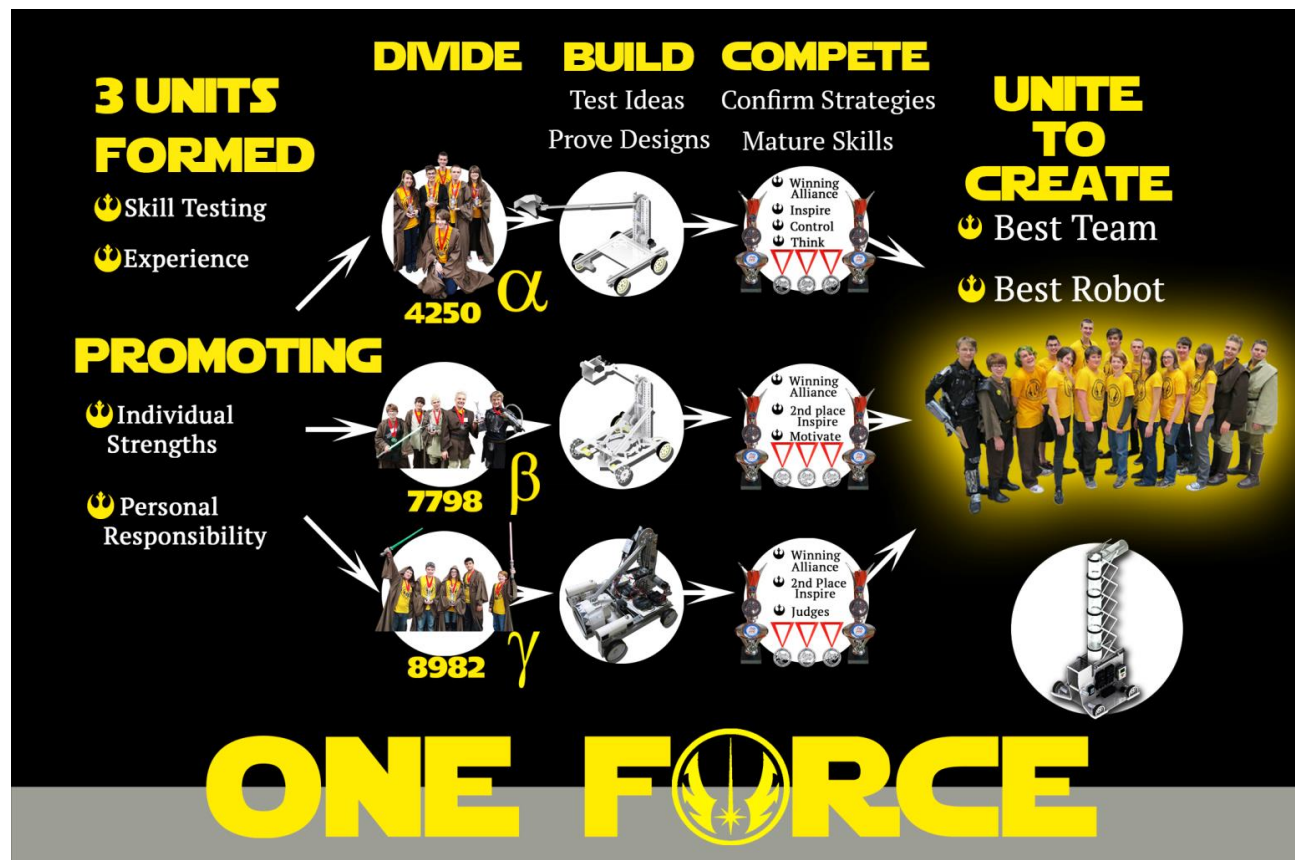 3 UNITS
FORMED
Skill Testing
Experience
PROMOTING
Individual
Strengths
Personal
Responsibility
DIVIDE
4250 α
7798 β
8982 γ
BUILD
Test Ideas
Prove Designs
COMPETE
Confirm Strategies
Mature Skills
Winning
Alliance
Inspire
Control
Think
Winning
Alliance
2nd place
Inspire
Motivate
Winning
Alliance
2nd Place
Inspire
Judges
UNITE
TO
CREATE
Best Team
Best Robot
ONE FORCE